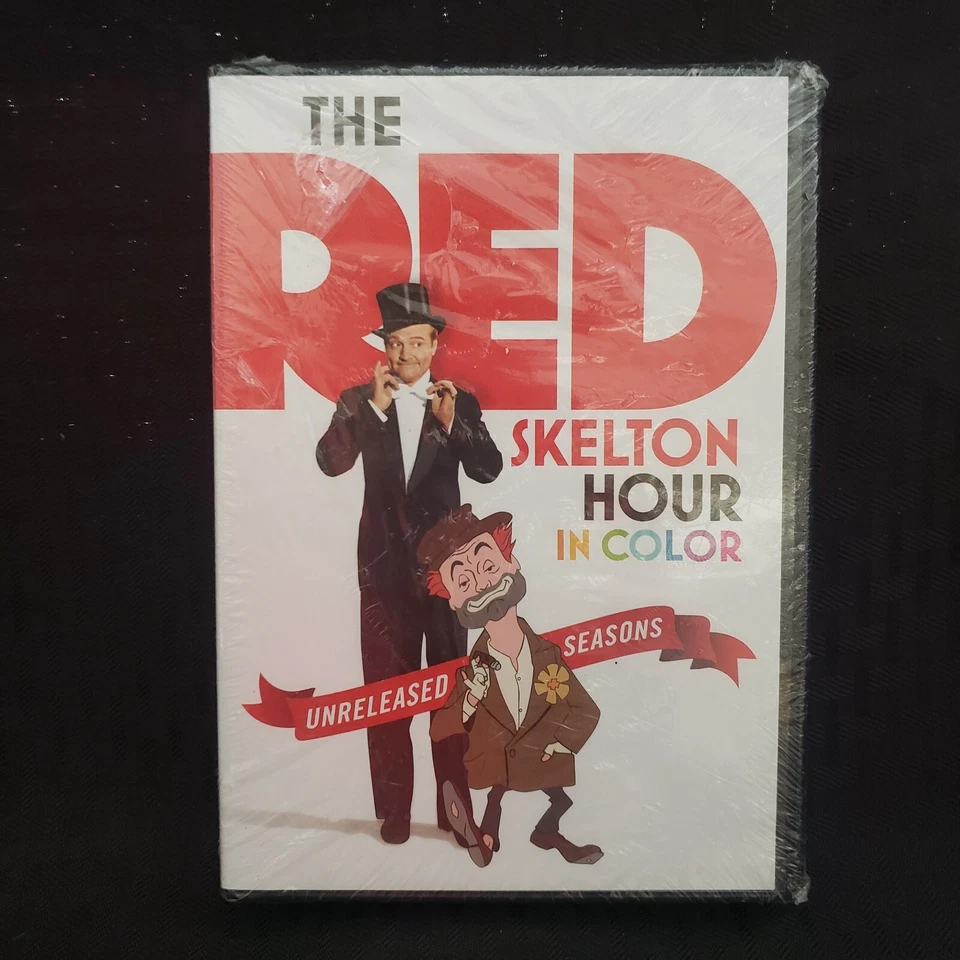 THE
RED
SKELTON
HOUR
IN COLOR
UNRELEASED SEASONS